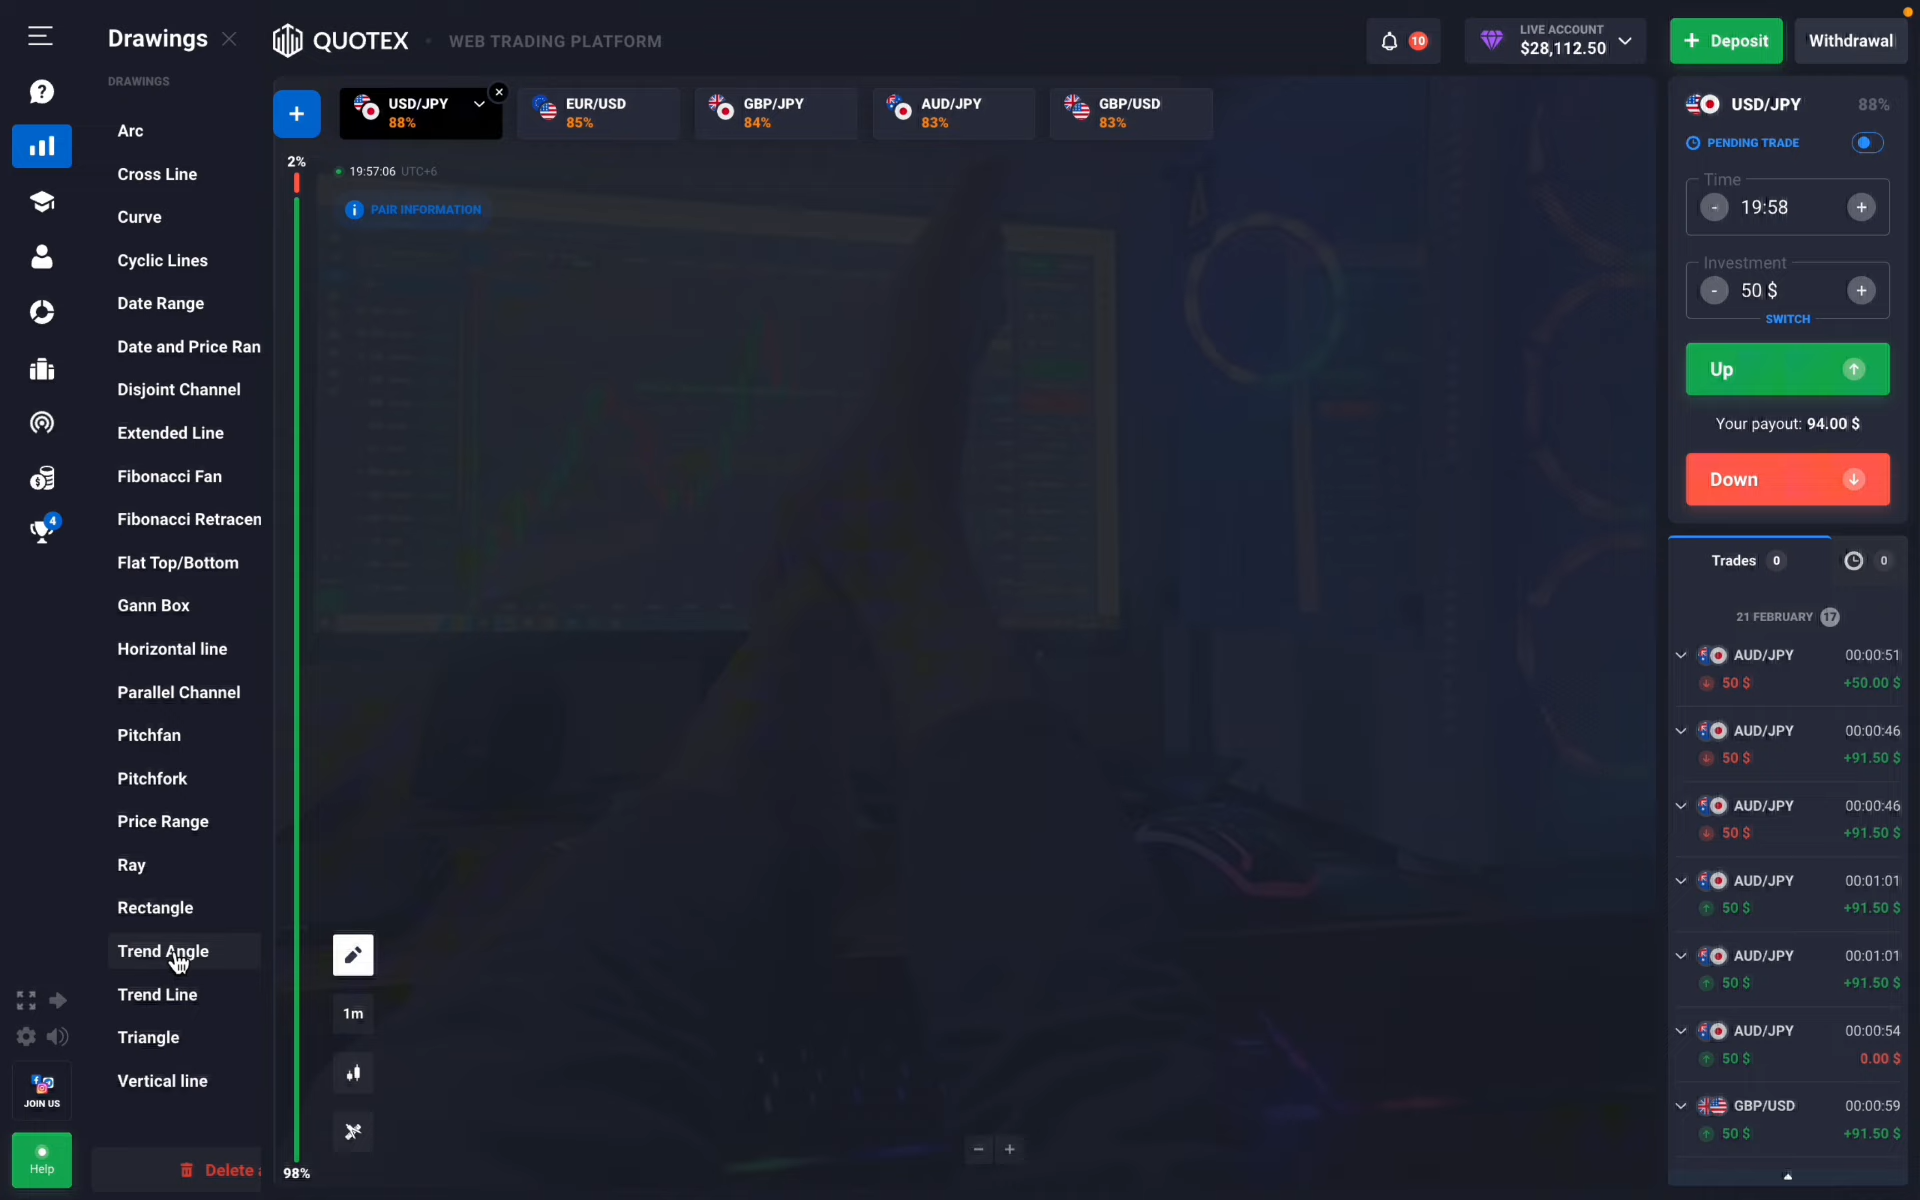 Drawings
DRAWINGS
Arc
Cross Line
Curve
Cyclic Lines
Date Range
Date and Price Ran
Disjoint Channel
Extended Line
Fibonacci Fan
Fibonacci Retracen
Flat Top/Bottom
Gann Box
Horizontal line
Parallel Channel
Pitchfan
Pitchfork
Price Range
Ray
Rectangle
Trend Angle
Trend Line
Triangle
Vertical line
Delete
4
JOIN US
Help
QUOTEX
WEB TRADING PLATFORM
10
LIVE ACCOUNT
$28,112.50
+ Deposit
Withdrawal
+
USD/JPY
88%
EUR/USD
85%
GBP/JPY
84%
AUD/JPY
83%
GBP/USD
83%
2%
19:57:06 UTC+6
PAIR INFORMATION
1m
98%
- +
USD/JPY 88%
PENDING TRADE
Time
- 19:58 +
Investment
- 50 $ +
SWITCH
Up
Your payout: 94.00 $
Down
Trades 0 0
21 FEBRUARY 17
AUD/JPY 00:00:51
50 $ +50.00 $
AUD/JPY 00:00:46
50 $ +91.50 $
AUD/JPY 00:00:46
50 $ +91.50 $
AUD/JPY 00:01:01
50 $ +91.50 $
AUD/JPY 00:01:01
50 $ +91.50 $
AUD/JPY 00:00:54
50 $ 0.00 $
GBP/USD 00:00:59
50 $ +91.50 $